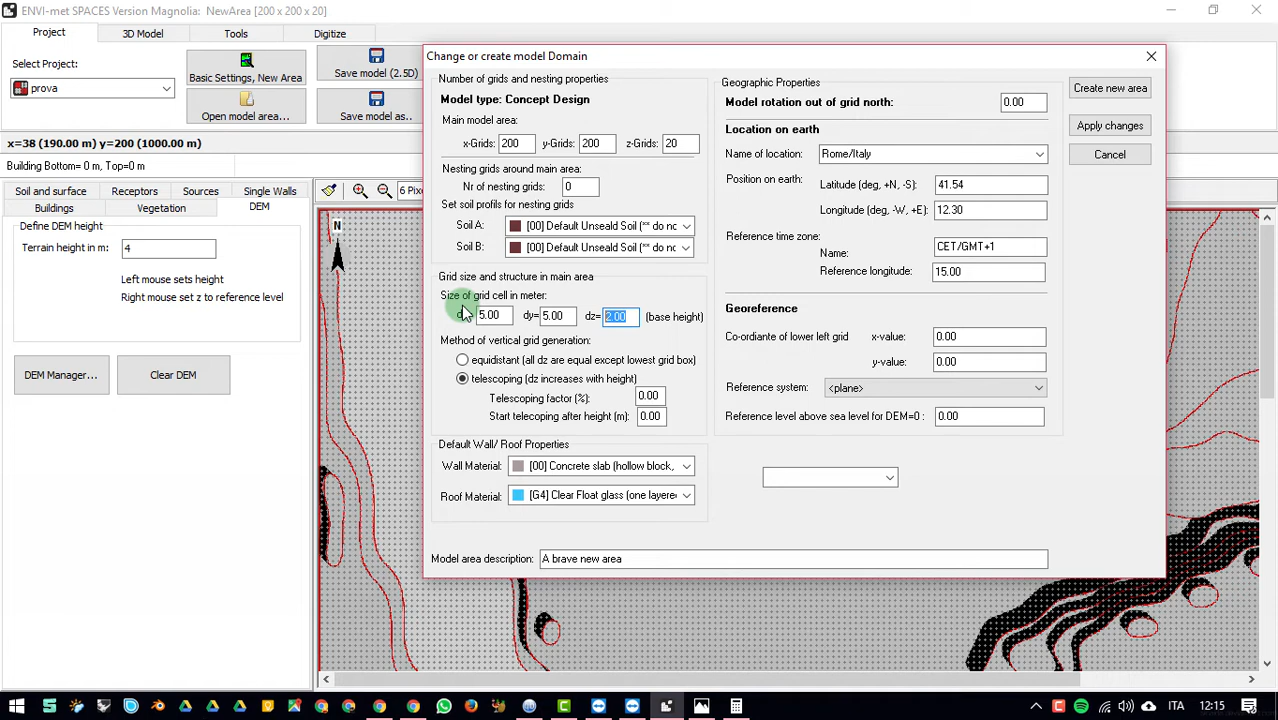 ENVI-met SPACES Version Magnolia: NewArea [200 x 200 x 20]
Project 3D Model Tools Digitize
Select Project:
prova
Basic Settings, New Area
Save model (2.5D)
Open model area...
Save model as..
x=38 (190.00 m) y=200 (1000.00 m)
Building Bottom= 0 m, Top=0 m
Soil and surface Receptors Sources Single Walls
Buildings Vegetation DEM
6 Pixe
Define DEM height
Terrain height in m: 4
Left mouse sets height
Right mouse set z to reference level
DEM Manager... Clear DEM
N
Change or create model Domain
Number of grids and nesting properties
Model type: Concept Design
Main model area:
x-Grids: 200 y-Grids: 200 z-Grids: 20
Nesting grids around main area:
Nr of nesting grids: 0
Set soil profils for nesting grids
Soil A: [00] Default Unseald Soil (** do nc
Soil B: [00] Default Unseald Soil (** do nc
Grid size and structure in main area
Size of grid cell in meter:
5.00 dy= 5.00 dz= 2.00 (base height)
Method of vertical grid generation:
equidistant (all dz are equal except lowest grid box)
telescoping (dz increases with height)
Telescoping factor (%): 0.00
Start telecoping after height (m): 0.00
Default Wall/ Roof Properties
Wall Material: [00] Concrete slab (hollow block,
Roof Material: [G4] Clear Float glass (one layere
Model area description: A brave new area
Geographic Properties
Model rotation out of grid north: 0.00
Location on earth
Name of location: Rome/Italy
Position on earth: Latitude (deg, +N, -S): 41.54
Longitude (deg, -W, +E): 12.30
Reference time zone:
Name: CET/GMT+1
Reference longitude: 15.00
Georeference
Co-ordiante of lower left grid x-value: 0.00
y-value: 0.00
Reference system: <plane>
Reference level above sea level for DEM=0 : 0.00
Create new area
Apply changes
Cancel
ITA 12:15